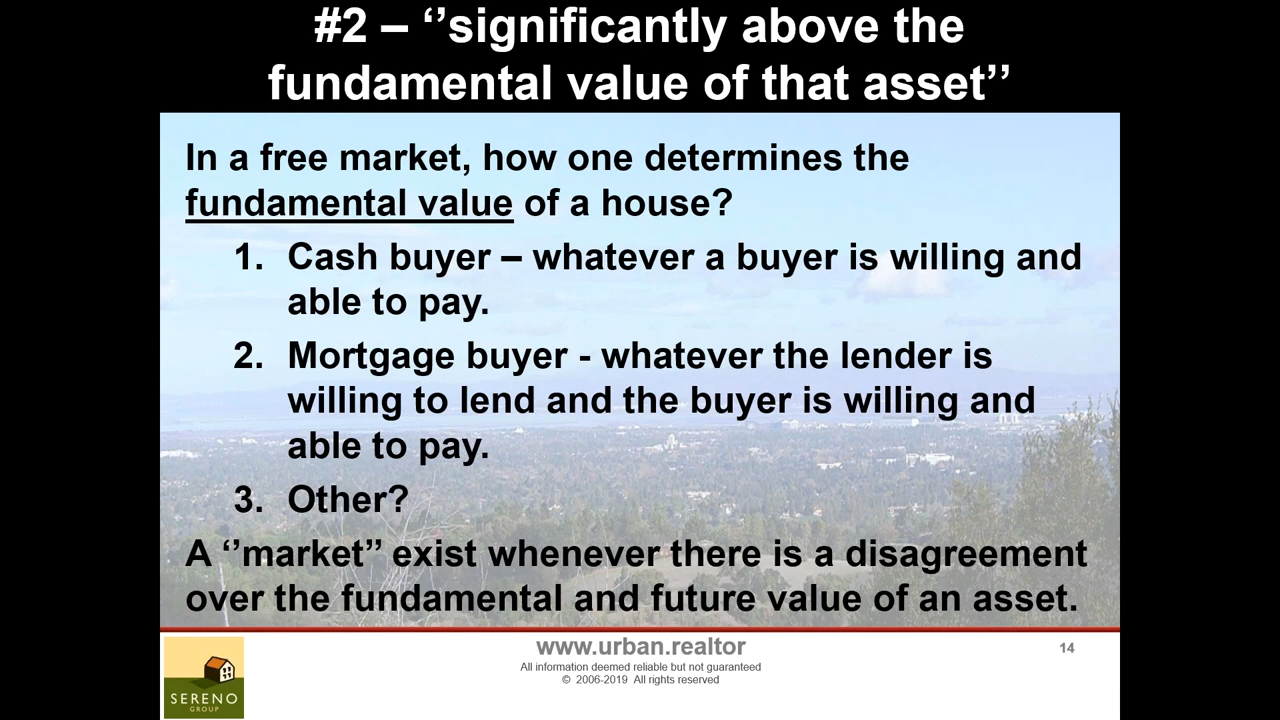 #2 – ‘’significantly above the
fundamental value of that asset’’
In a free market, how one determines the
fundamental value of a house?
1. Cash buyer – whatever a buyer is willing and
able to pay.
2. Mortgage buyer - whatever the lender is
willing to lend and the buyer is willing and
able to pay.
3. Other?
A ‘’market’’ exist whenever there is a disagreement
over the fundamental and future value of an asset.
www.urban.realtor
14
All information deemed reliable but not guaranteed
© 2006-2019 All rights reserved
SERENO
GROUP